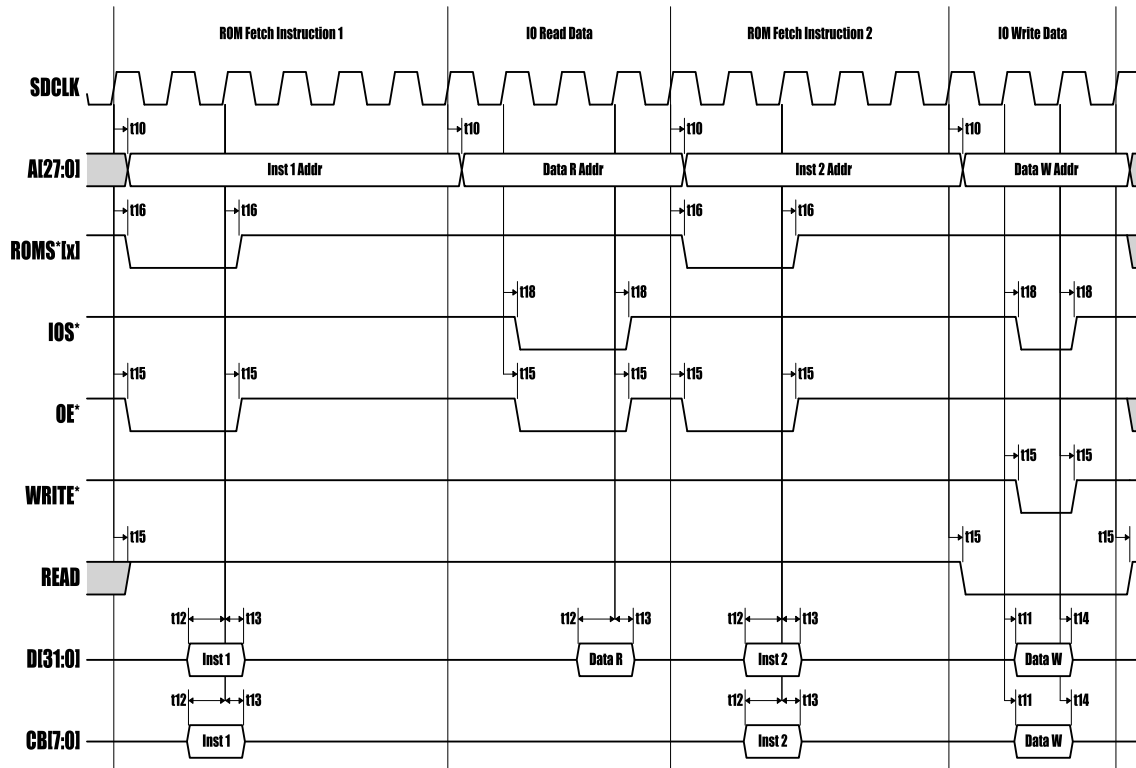 ROM Fetch Instruction 1 IO Read Data ROM Fetch Instruction 2 IO Write Data
SDCLK
t10 t10 t10 t10
A[27:0] Inst 1 Addr Data R Addr Inst 2 Addr Data W Addr
t16 t16 t16 t16
ROMS*[x]
t18 t18 t18 t18
IOS*
t15 t15 t15 t15 t15 t15
OE*
t15 t15
WRITE*
t15 t15 t15
READ
t12 t13 t12 t13 t12 t13 t11 t14
D[31:0] Inst 1 Data R Inst 2 Data W
t12 t13 t12 t13 t11 t14
CB[7:0] Inst 1 Inst 2 Data W